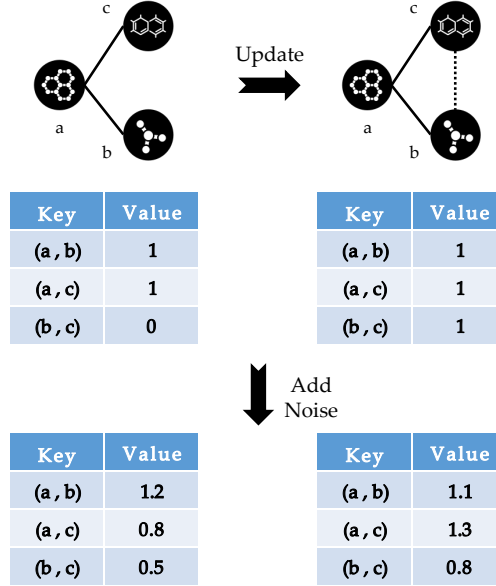 c
Update
a
b
c
a
b
Key Value
(a , b) 1
(a , c) 1
(b , c) 0
Key Value
(a , b) 1
(a , c) 1
(b , c) 1
Add
Noise
Key Value
(a , b) 1.2
(a , c) 0.8
(b , c) 0.5
Key Value
(a , b) 1.1
(a , c) 1.3
(b , c) 0.8